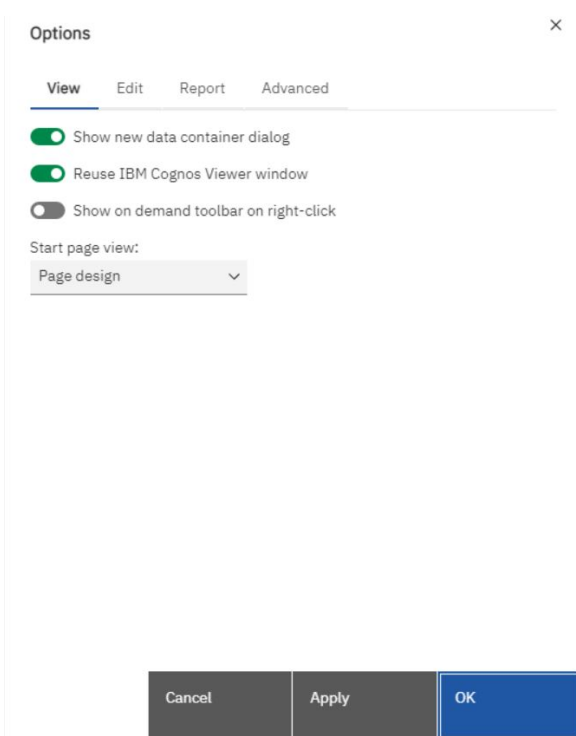 Options
View Edit Report Advanced
Show new data container dialog
Reuse IBM Cognos Viewer window
Show on demand toolbar on right-click
Start page view:
Page design
Cancel Apply OK